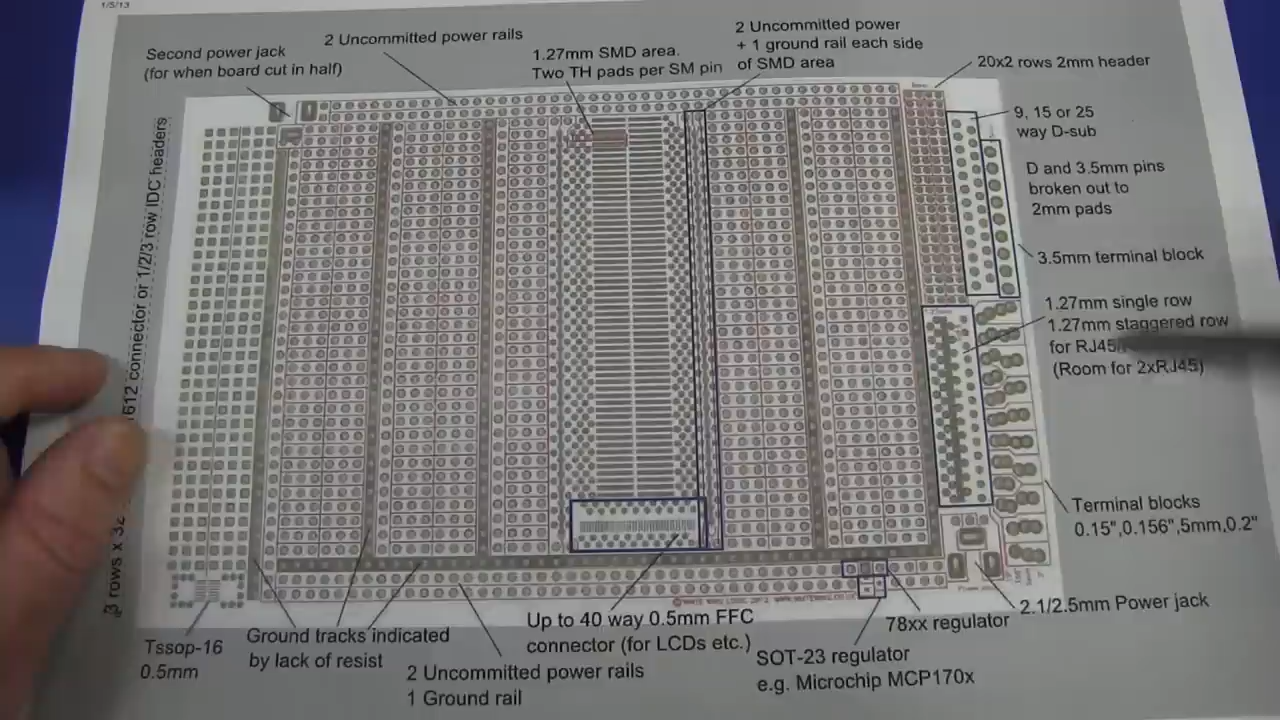 1/5/13
Second power jack
(for when board cut in half)
2 Uncommitted power rails
1.27mm SMD area.
Two TH pads per SM pin
2 Uncommitted power
+ 1 ground rail each side
of SMD area
20x2 rows 2mm header
9, 15 or 25
way D-sub
D and 3.5mm pins
broken out to
2mm pads
3.5mm terminal block
1.27mm single row
1.27mm staggered row
for RJ45
(Room for 2xRJ45)
Terminal blocks
0.15",0.156",5mm,0.2"
2.1/2.5mm Power jack
78xx regulator
SOT-23 regulator
e.g. Microchip MCP170x
Up to 40 way 0.5mm FFC
connector (for LCDs etc.)
2 Uncommitted power rails
1 Ground rail
Ground tracks indicated
by lack of resist
Tssop-16
0.5mm
3 rows x 32 612 connector or 1/2/3 row IDC headers